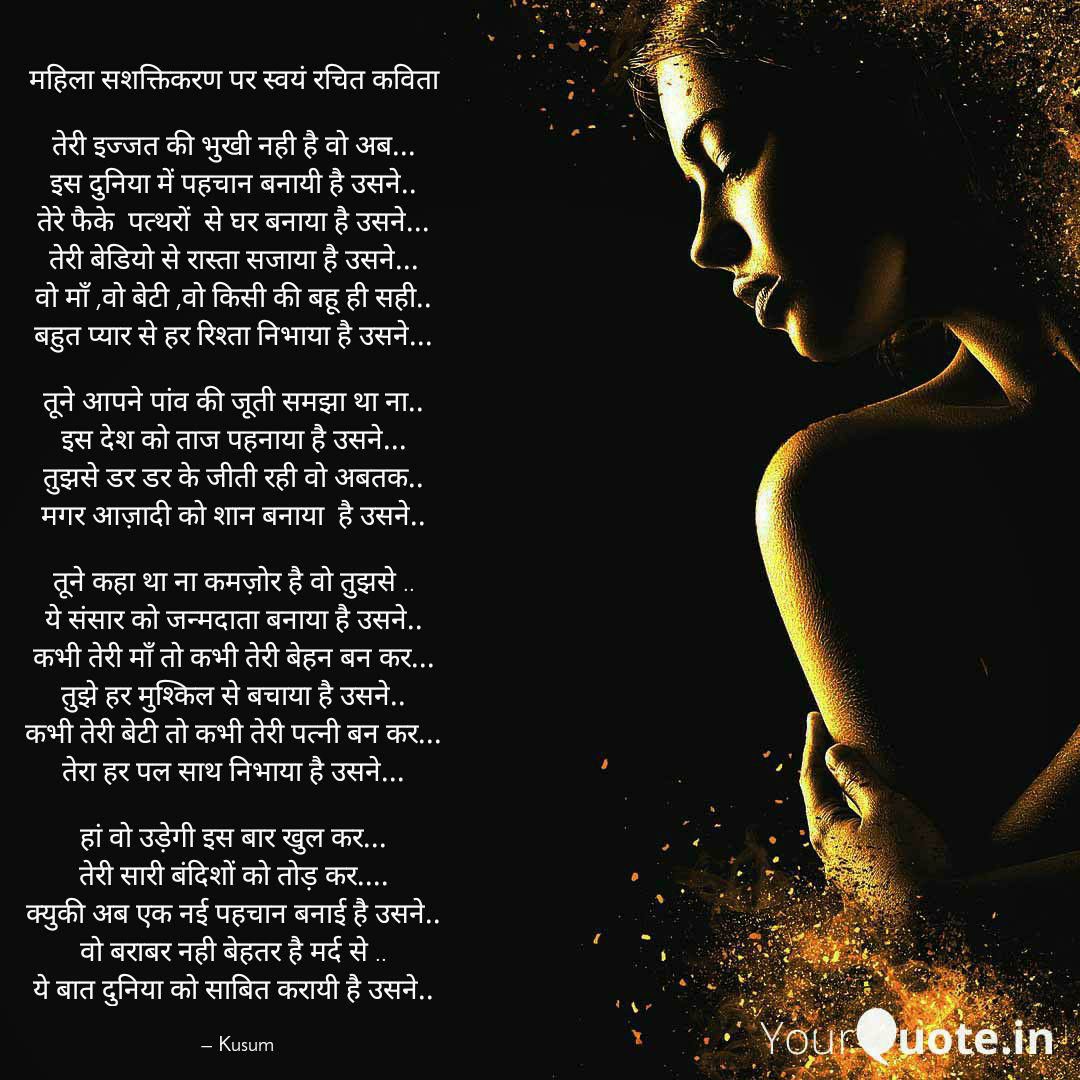 महिला सशक्तिकरण पर स्वयं रचित कविता
तेरी इज्जत की भुखी नही है वो अब...
इस दुनिया में पहचान बनायी है उसने..
तेरे फैके  पत्थरों  से घर बनाया है उसने...
तेरी बेडियो से रास्ता सजाया है उसने...
वो माँ ,वो बेटी ,वो किसी की बहू ही सही..
बहुत प्यार से हर रिश्ता निभाया है उसने...
तूने आपने पांव की जूती समझा था ना..
इस देश को ताज पहनाया है उसने...
तुझसे डर डर के जीती रही वो अबतक..
मगर आज़ादी को शान बनाया  है उसने..
तूने कहा था ना कमज़ोर है वो तुझसे ..
ये संसार को जन्मदाता बनाया है उसने..
कभी तेरी माँ तो कभी तेरी बेहन बन कर...
तुझे हर मुश्किल से बचाया है उसने..
कभी तेरी बेटी तो कभी तेरी पत्नी बन कर...
तेरा हर पल साथ निभाया है उसने...
हां वो उड़ेगी इस बार खुल कर...
तेरी सारी बंदिशों को तोड़ कर....
क्युकी अब एक नई पहचान बनाई है उसने..
वो बराबर नही बेहतर है मर्द से ..
ये बात दुनिया को साबित करायी है उसने..
– Kusum
YourQuote.in